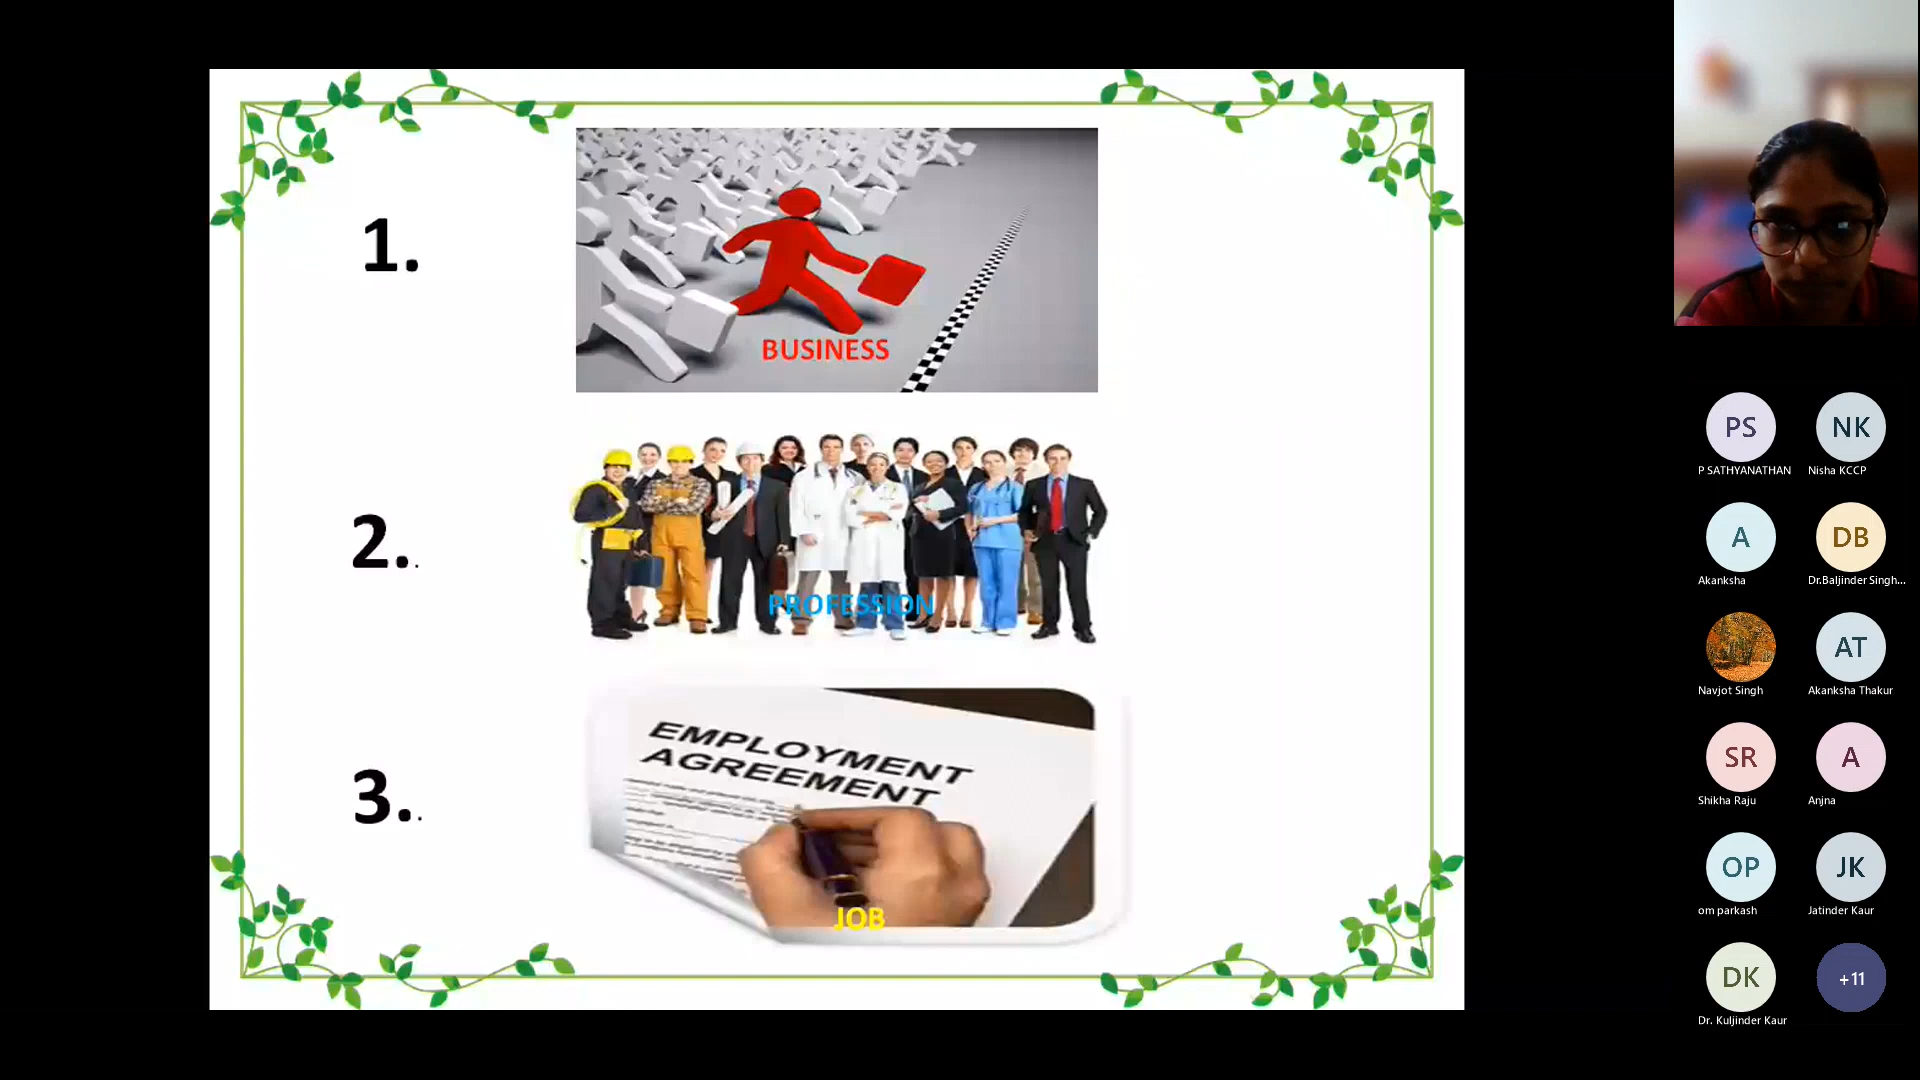 1.
BUSINESS
2..
PROFESSION
3..
EMPLOYMENT
AGREEMENT
JOB
PS
P SATHYANATHAN
NK
Nisha KCCP
A
Akanksha
DB
Dr.Baljinder Singh...
Navjot Singh
AT
Akanksha Thakur
SR
Shikha Raju
A
Anjna
OP
om parkash
JK
Jatinder Kaur
DK
Dr. Kuljinder Kaur
+11